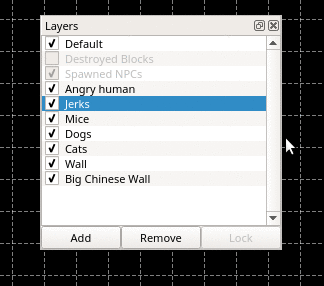 Layers
Default
Destroyed Blocks
Spawned NPCs
Angry human
Jerks
Mice
Dogs
Cats
Wall
Big Chinese Wall
Add Remove Lock